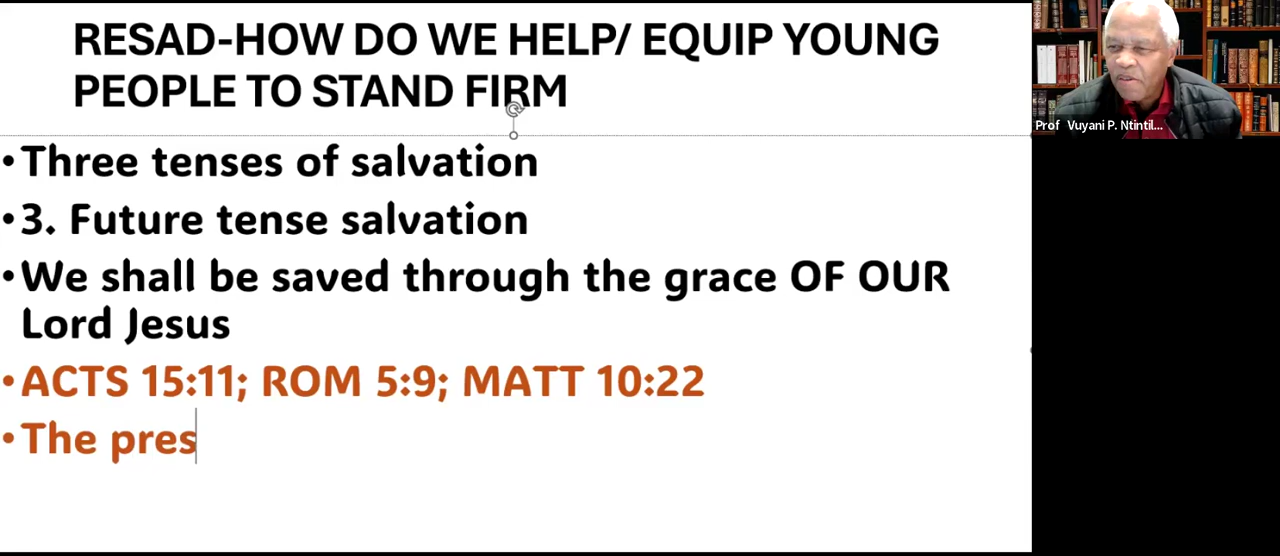 RESAD-HOW DO WE HELP/ EQUIP YOUNG
PEOPLE TO STAND FIRM
•Three tenses of salvation
•3. Future tense salvation
•We shall be saved through the grace OF OUR
Lord Jesus
•ACTS 15:11; ROM 5:9; MATT 10:22
•The pres
Prof Vuyani P. Ntintil...